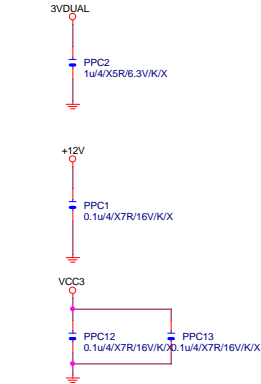 3VDUAL
PPC2
1u/4/X5R/6.3V/K/X
+12V
PPC1
0.1u/4/X7R/16V/K/X
VCC3
PPC12
0.1u/4/X7R/16V/K/X
PPC13
0.1u/4/X7R/16V/K/X